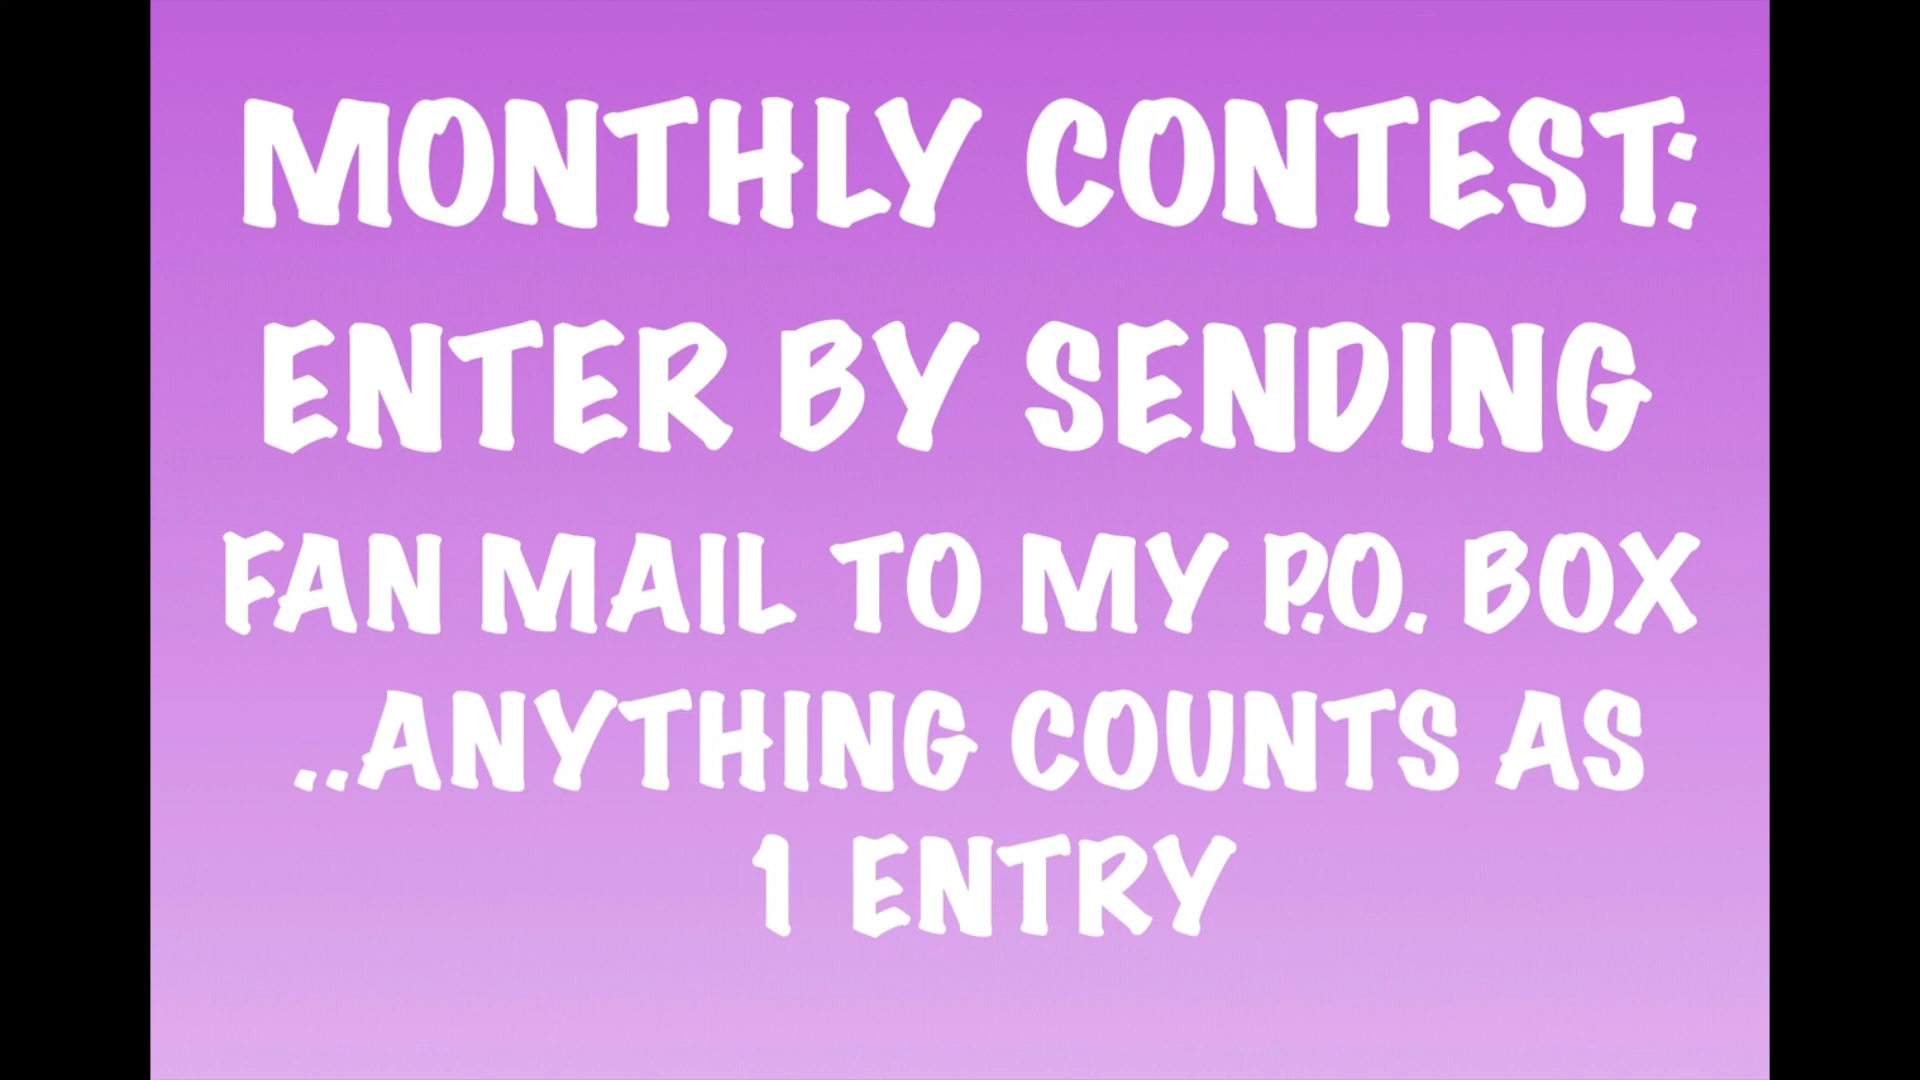 MONTHLY CONTEST:
ENTER BY SENDING
FAN MAIL TO MY P.O. BOX
..ANYTHING COUNTS AS
1 ENTRY